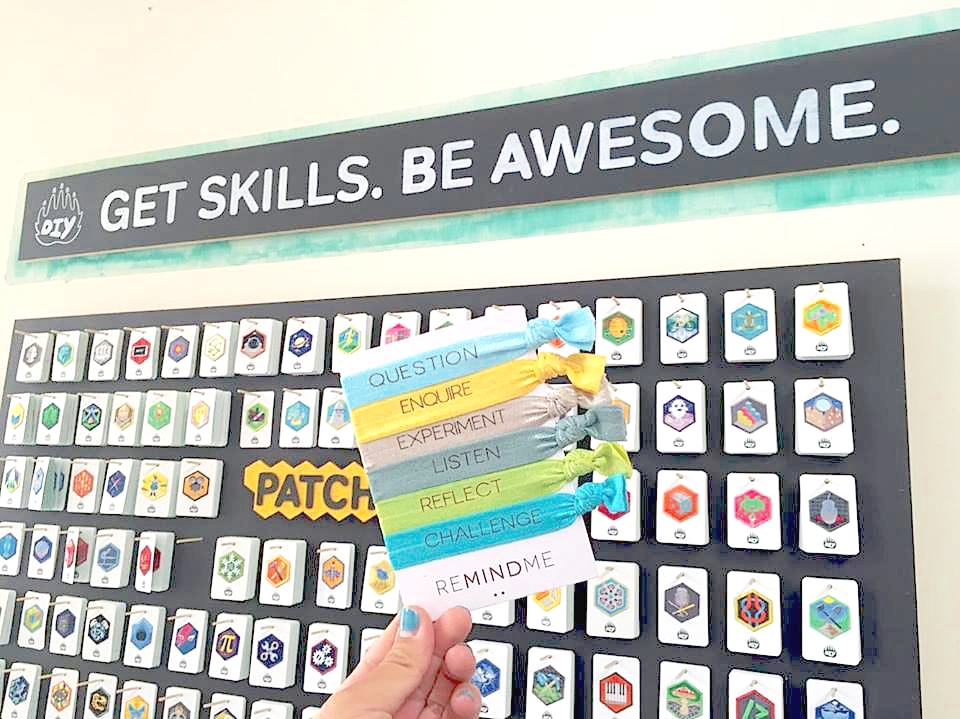 DIY
GET SKILLS. BE AWESOME.
QUESTION
ENQUIRE
EXPERIMENT
LISTEN
REFLECT
CHALLENGE
REMINDME
PATCH
π